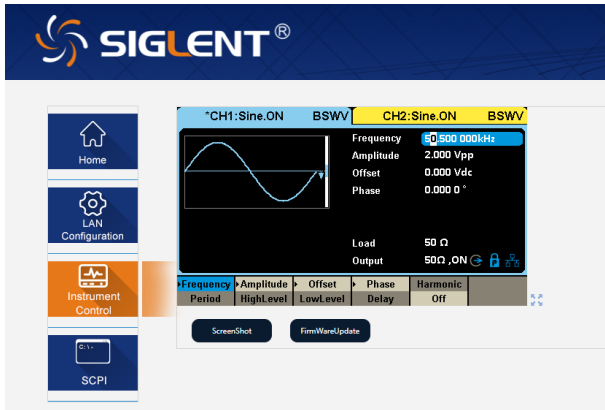 SIGLENT®
Home
LAN
Configuration
Instrument
Control
C:\.
SCPI
*CH1:Sine.ON BSWV CH2:Sine.ON BSWV
Frequency 50.500 000kHz
Amplitude 2.000 Vpp
Offset 0.000 Vdc
Phase 0.000 0 °
Load 50 Ω
Output 50Ω ,ON
Frequency Amplitude Offset Phase Harmonic
Period HighLevel LowLevel Delay Off
ScreenShot FirmWareUpdate